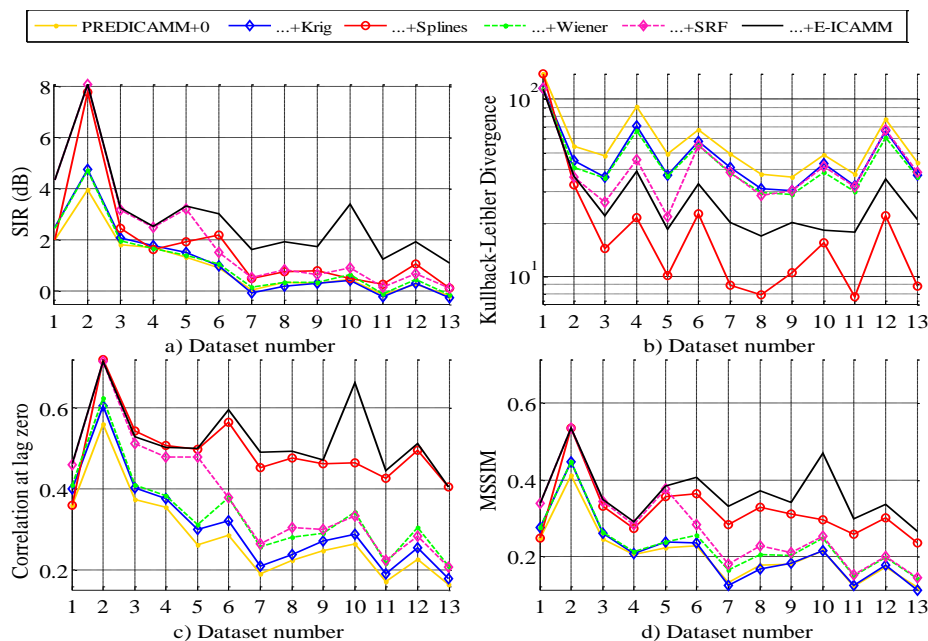 PREDICAMM+0 ...+Krig ...+Splines ...+Wiener ...+SRF ...+E-ICAMM
SIR (dB)
8
6
4
2
0
1 2 3 4 5 6 7 8 9 10 11 12 13
a) Dataset number
Kullback-Leibler Divergence
10^2
10^1
1 2 3 4 5 6 7 8 9 10 11 12 13
b) Dataset number
Correlation at lag zero
0.6
0.4
0.2
1 2 3 4 5 6 7 8 9 10 11 12 13
c) Dataset number
MSSIM
0.6
0.4
0.2
1 2 3 4 5 6 7 8 9 10 11 12 13
d) Dataset number